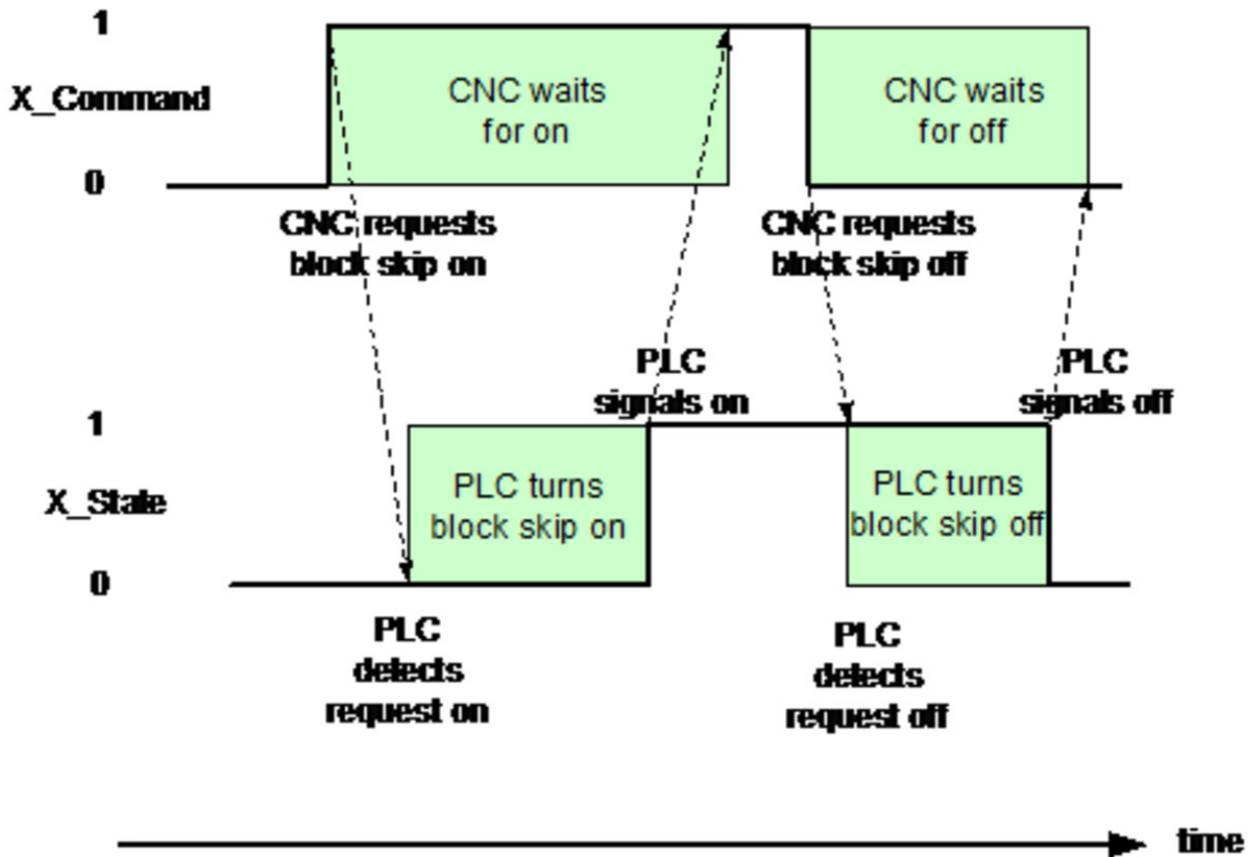 1
X_Command
0
CNC waits
for on
CNC waits
for off
CNC requests
block skip on
CNC requests
block skip off
PLC
signals on
PLC
signals off
1
X_State
0
PLC turns
block skip on
PLC turns
block skip off
PLC
detects
request on
PLC
detects
request off
time